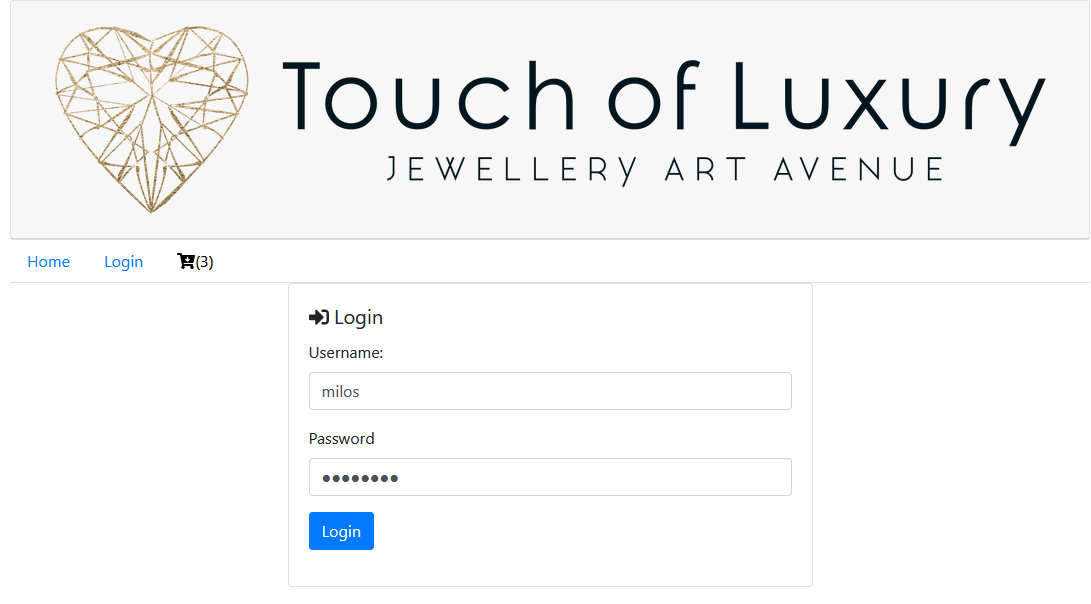 Touch of Luxury
JEWELLERY ART AVENUE
Home Login (3)
Login
Username:
milos
Password
●●●●●●●●
Login